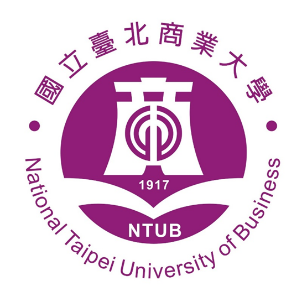 國立臺北商業大學
1917
NTUB
National Taipei University of Business